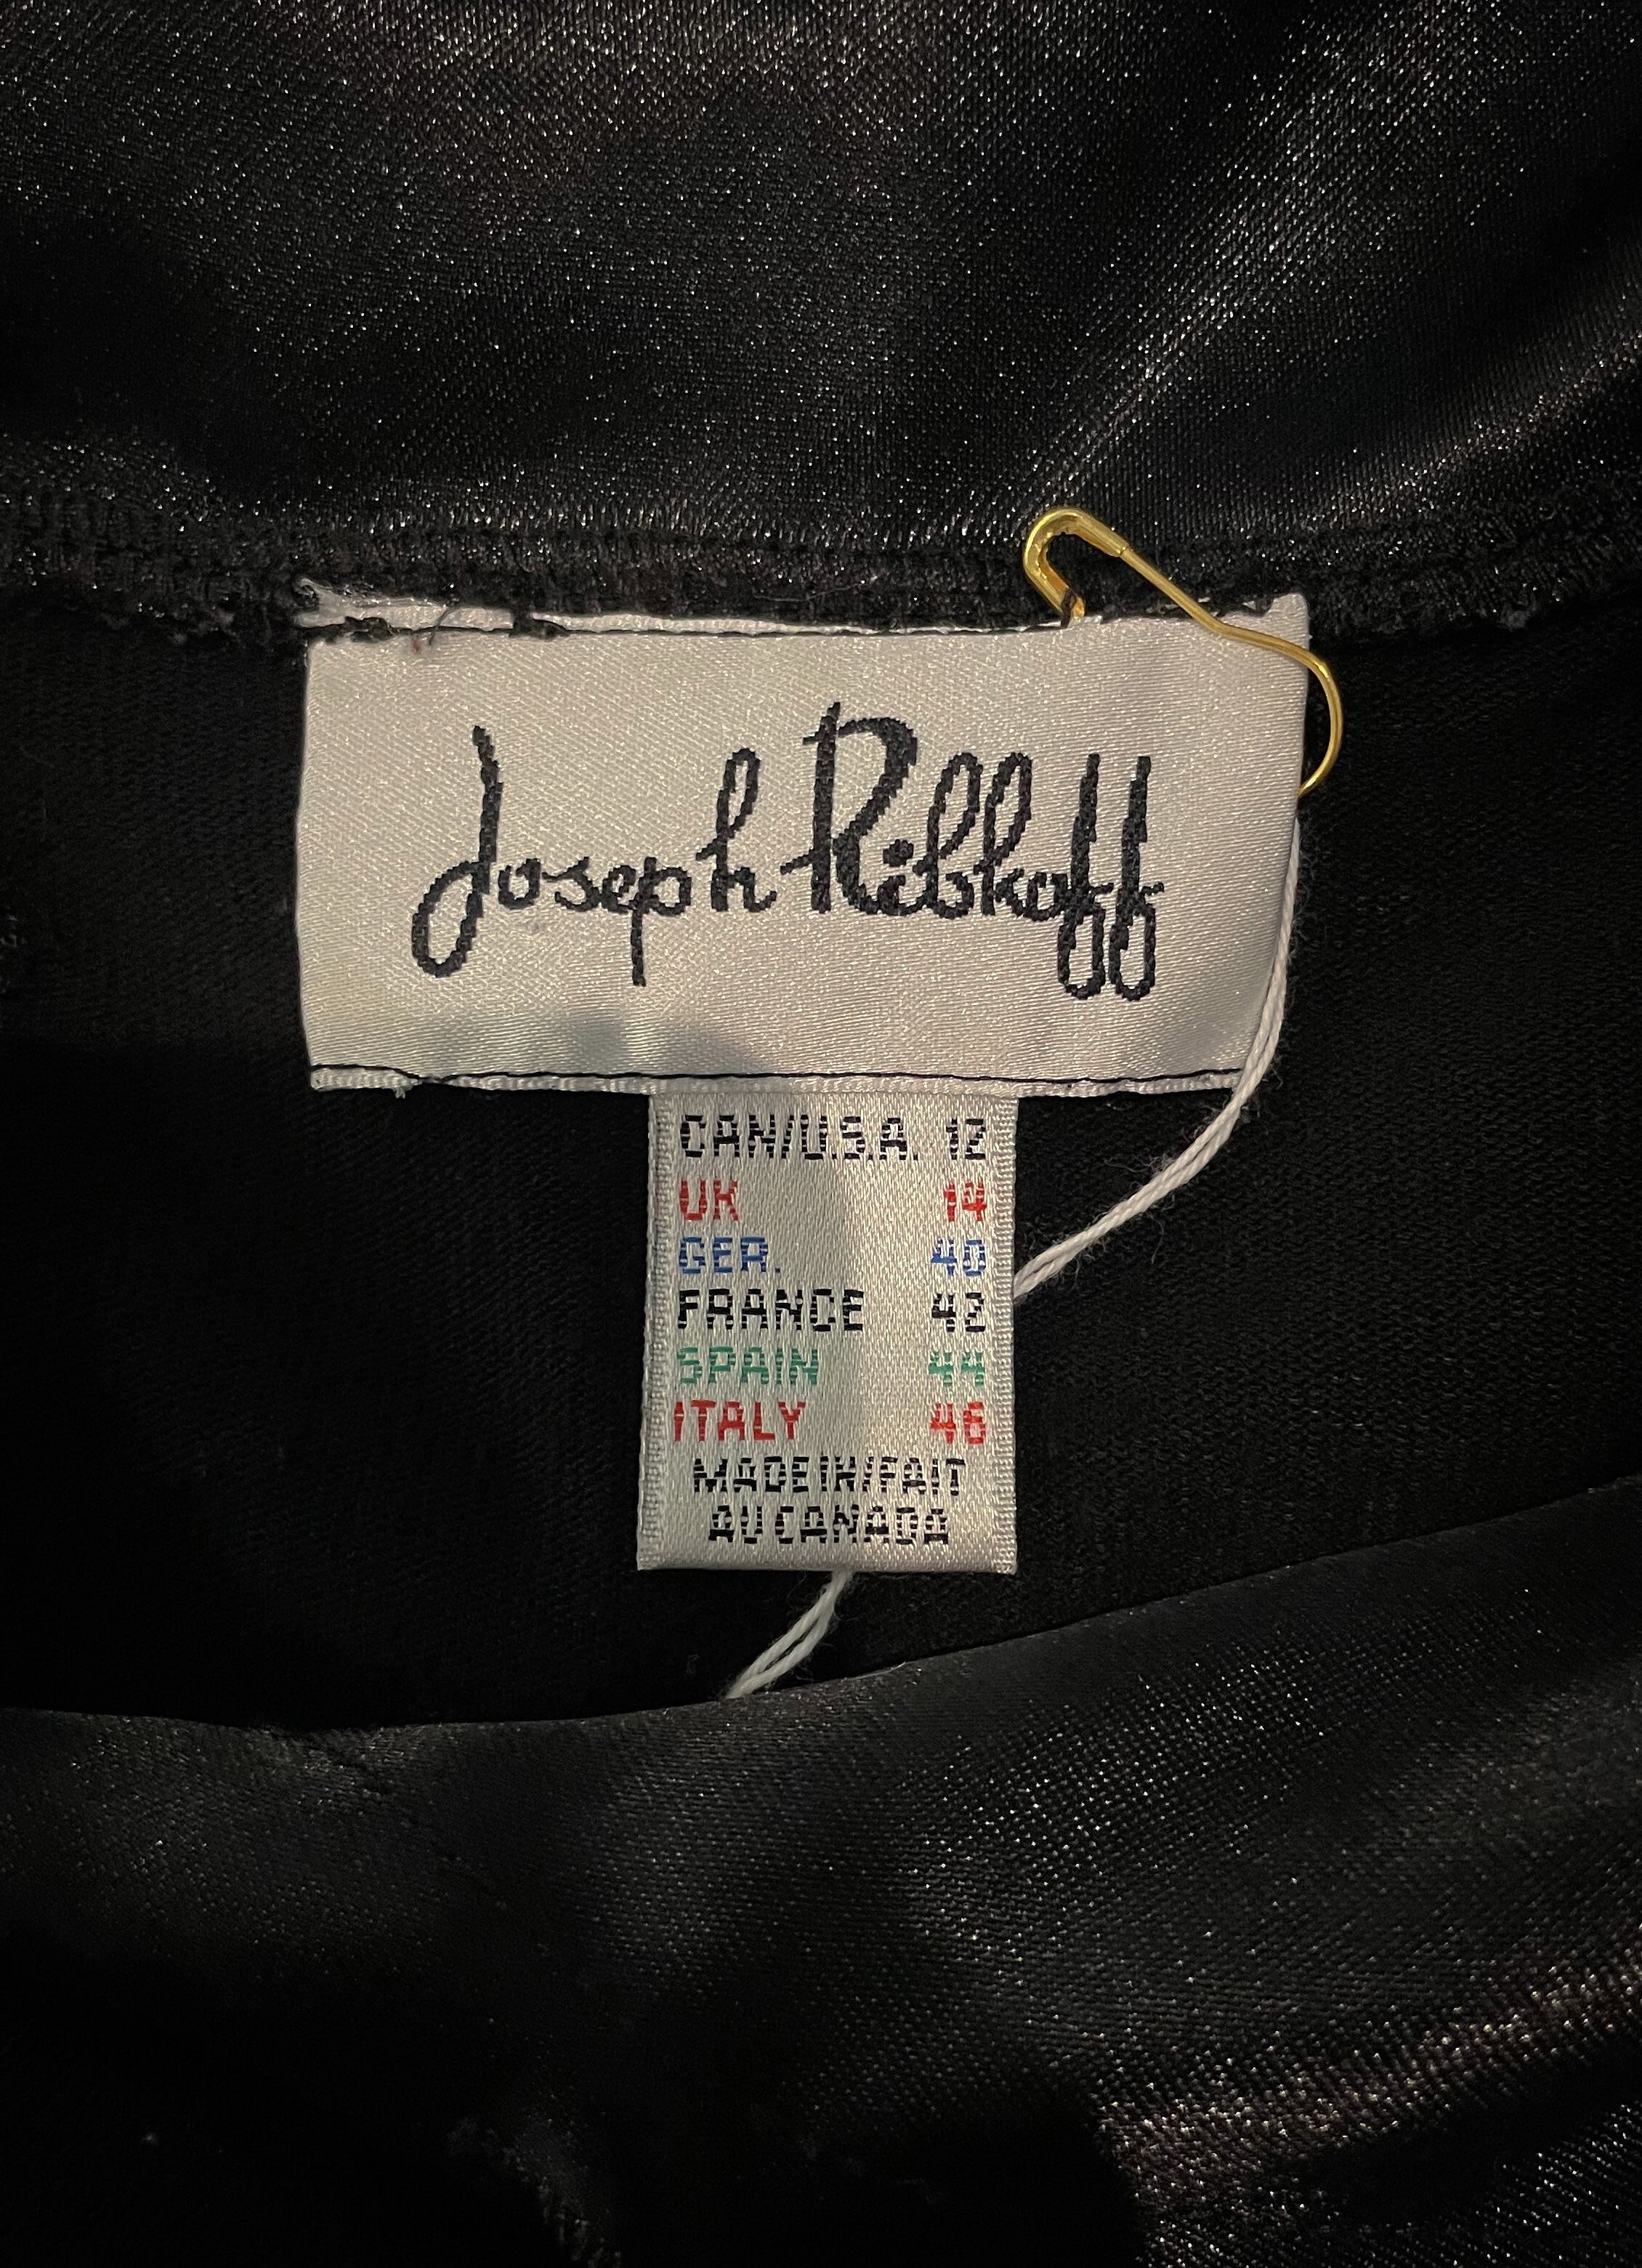 Joseph Ribkoff
CAN/U.S.A. 12
UK 14
GER. 40
FRANCE 42
SPAIN 44
ITALY 46
MADE IN/FAIT
AU CANADA